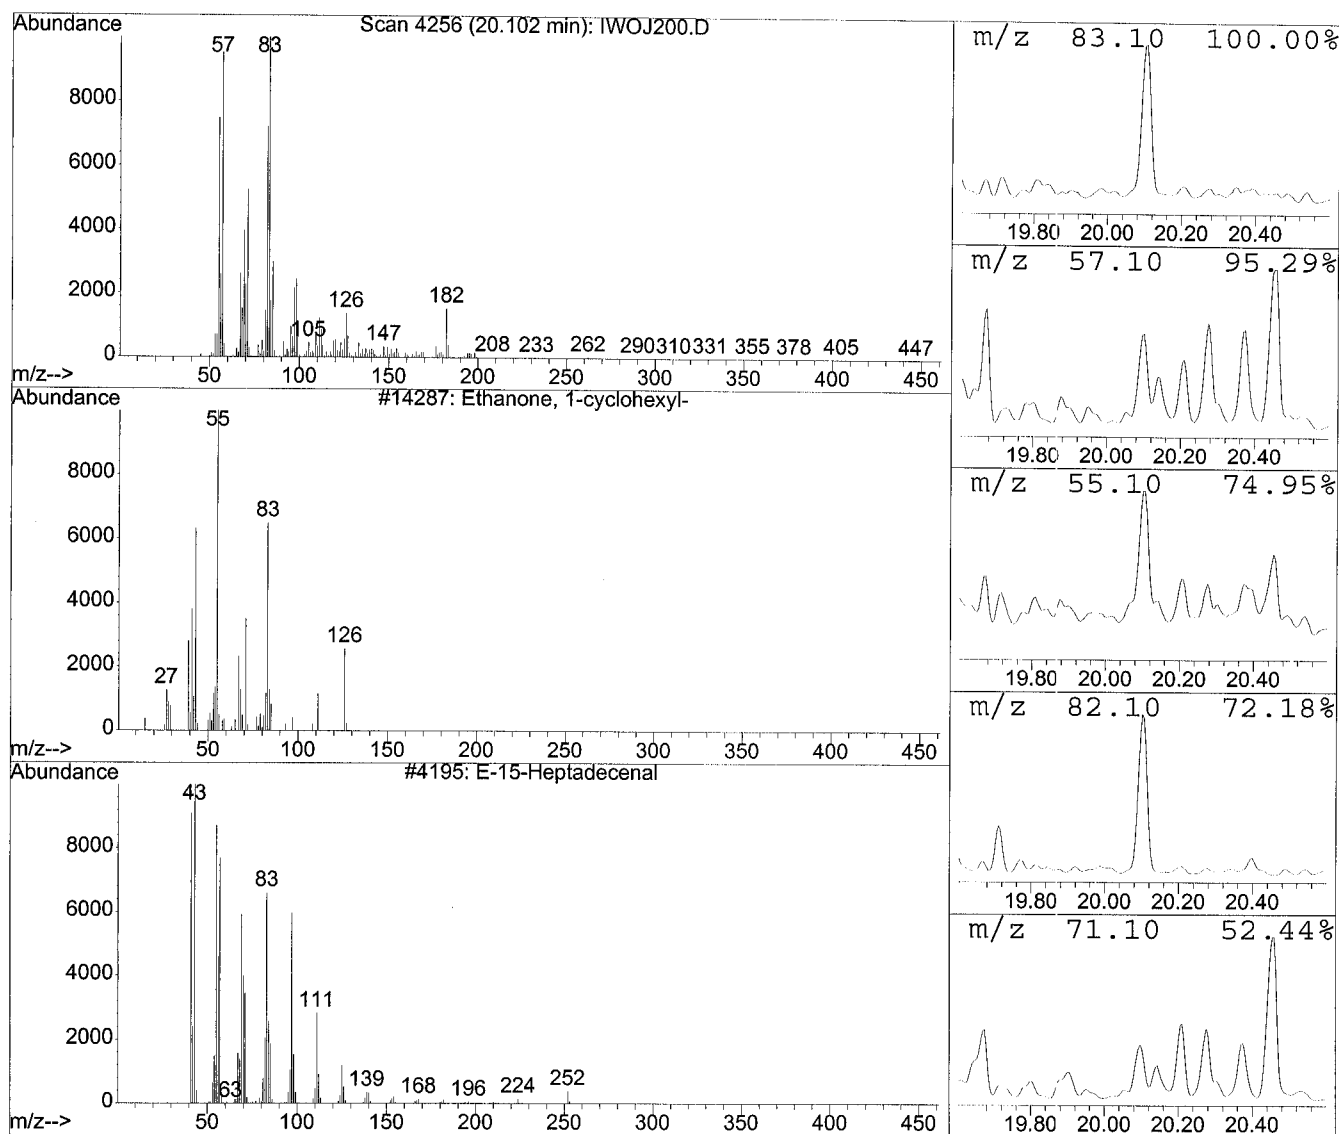 Abundance Scan 4256 (20.102 min): IWOJ200.D
57 83
8000
6000
4000
2000
126 182
105 147
208 233 262 290 310 331 355 378 405 447
0
m/z--> 50 100 150 200 250 300 350 400 450
Abundance #14287: Ethanone, 1-cyclohexyl-
55
8000
83
6000
4000
126
2000
27
0
m/z--> 50 100 150 200 250 300 350 400 450
Abundance #4195: E-15-Heptadecenal
43
8000
83
6000
4000
111
2000
63 139 168 196 224 252
0
m/z--> 50 100 150 200 250 300 350 400 450
m/z 83.10 100.00%
19.80 20.00 20.20 20.40
m/z 57.10 95.29%
19.80 20.00 20.20 20.40
m/z 55.10 74.95%
19.80 20.00 20.20 20.40
m/z 82.10 72.18%
19.80 20.00 20.20 20.40
m/z 71.10 52.44%
19.80 20.00 20.20 20.40